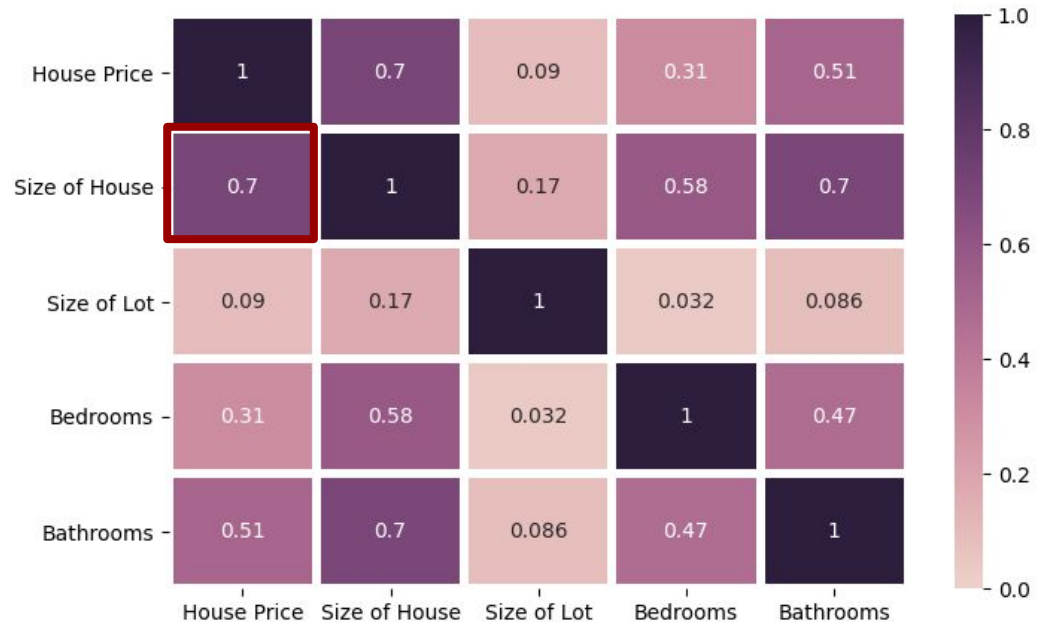 1.0
House Price 1 0.7 0.09 0.31 0.51
0.8
Size of House 0.7 1 0.17 0.58 0.7
0.6
Size of Lot 0.09 0.17 1 0.032 0.086
0.4
Bedrooms 0.31 0.58 0.032 1 0.47
0.2
Bathrooms 0.51 0.7 0.086 0.47 1
0.0
House Price Size of House Size of Lot Bedrooms Bathrooms